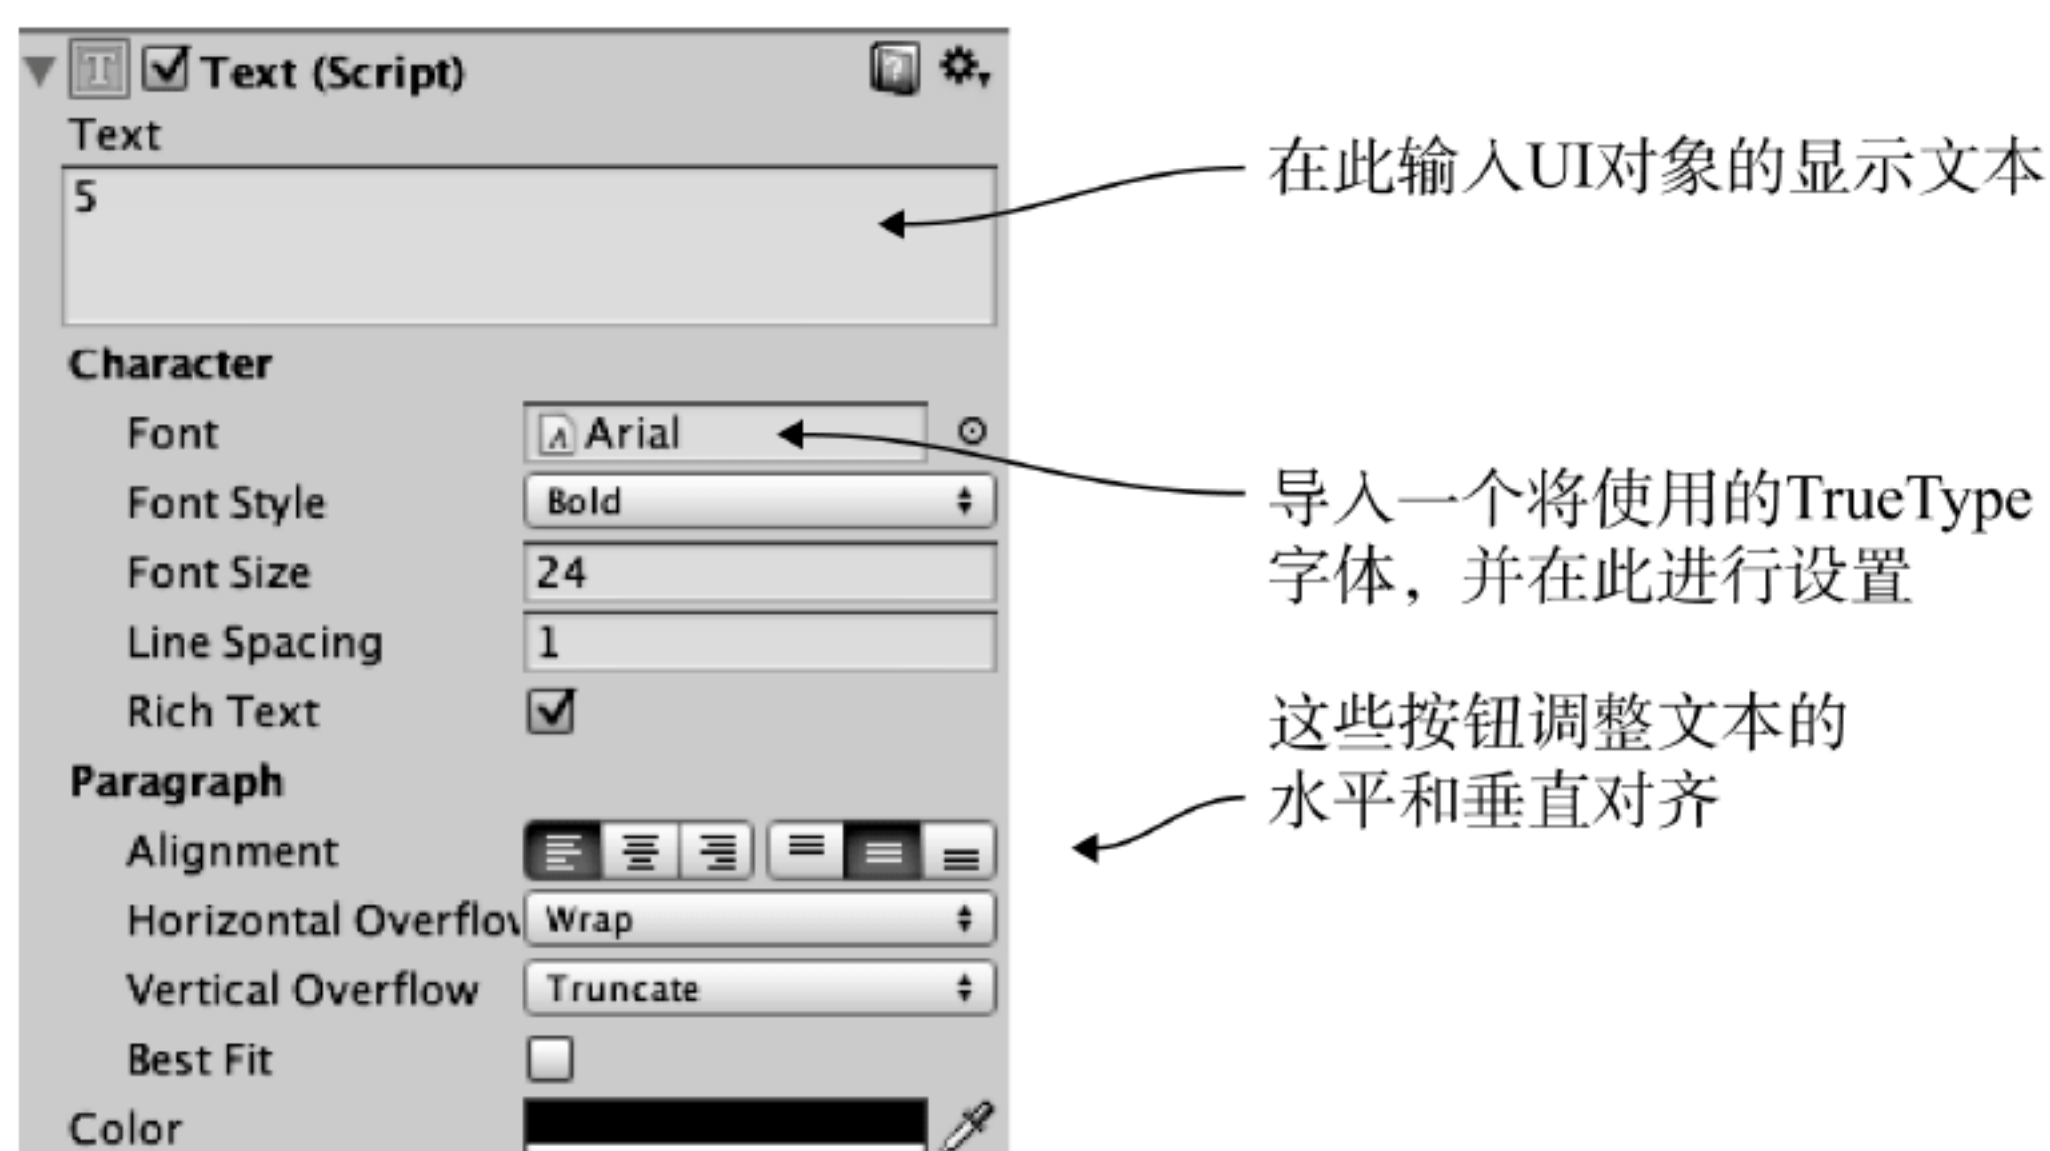 Text (Script)
Text
5
在此输入UI对象的显示文本
Character
Font
Arial
导入一个将使用的TrueType
字体，并在此进行设置
Font Style
Bold
Font Size
24
Line Spacing
1
Rich Text
这些按钮调整文本的
水平和垂直对齐
Paragraph
Alignment
Horizontal Overflow
Wrap
Vertical Overflow
Truncate
Best Fit
Color